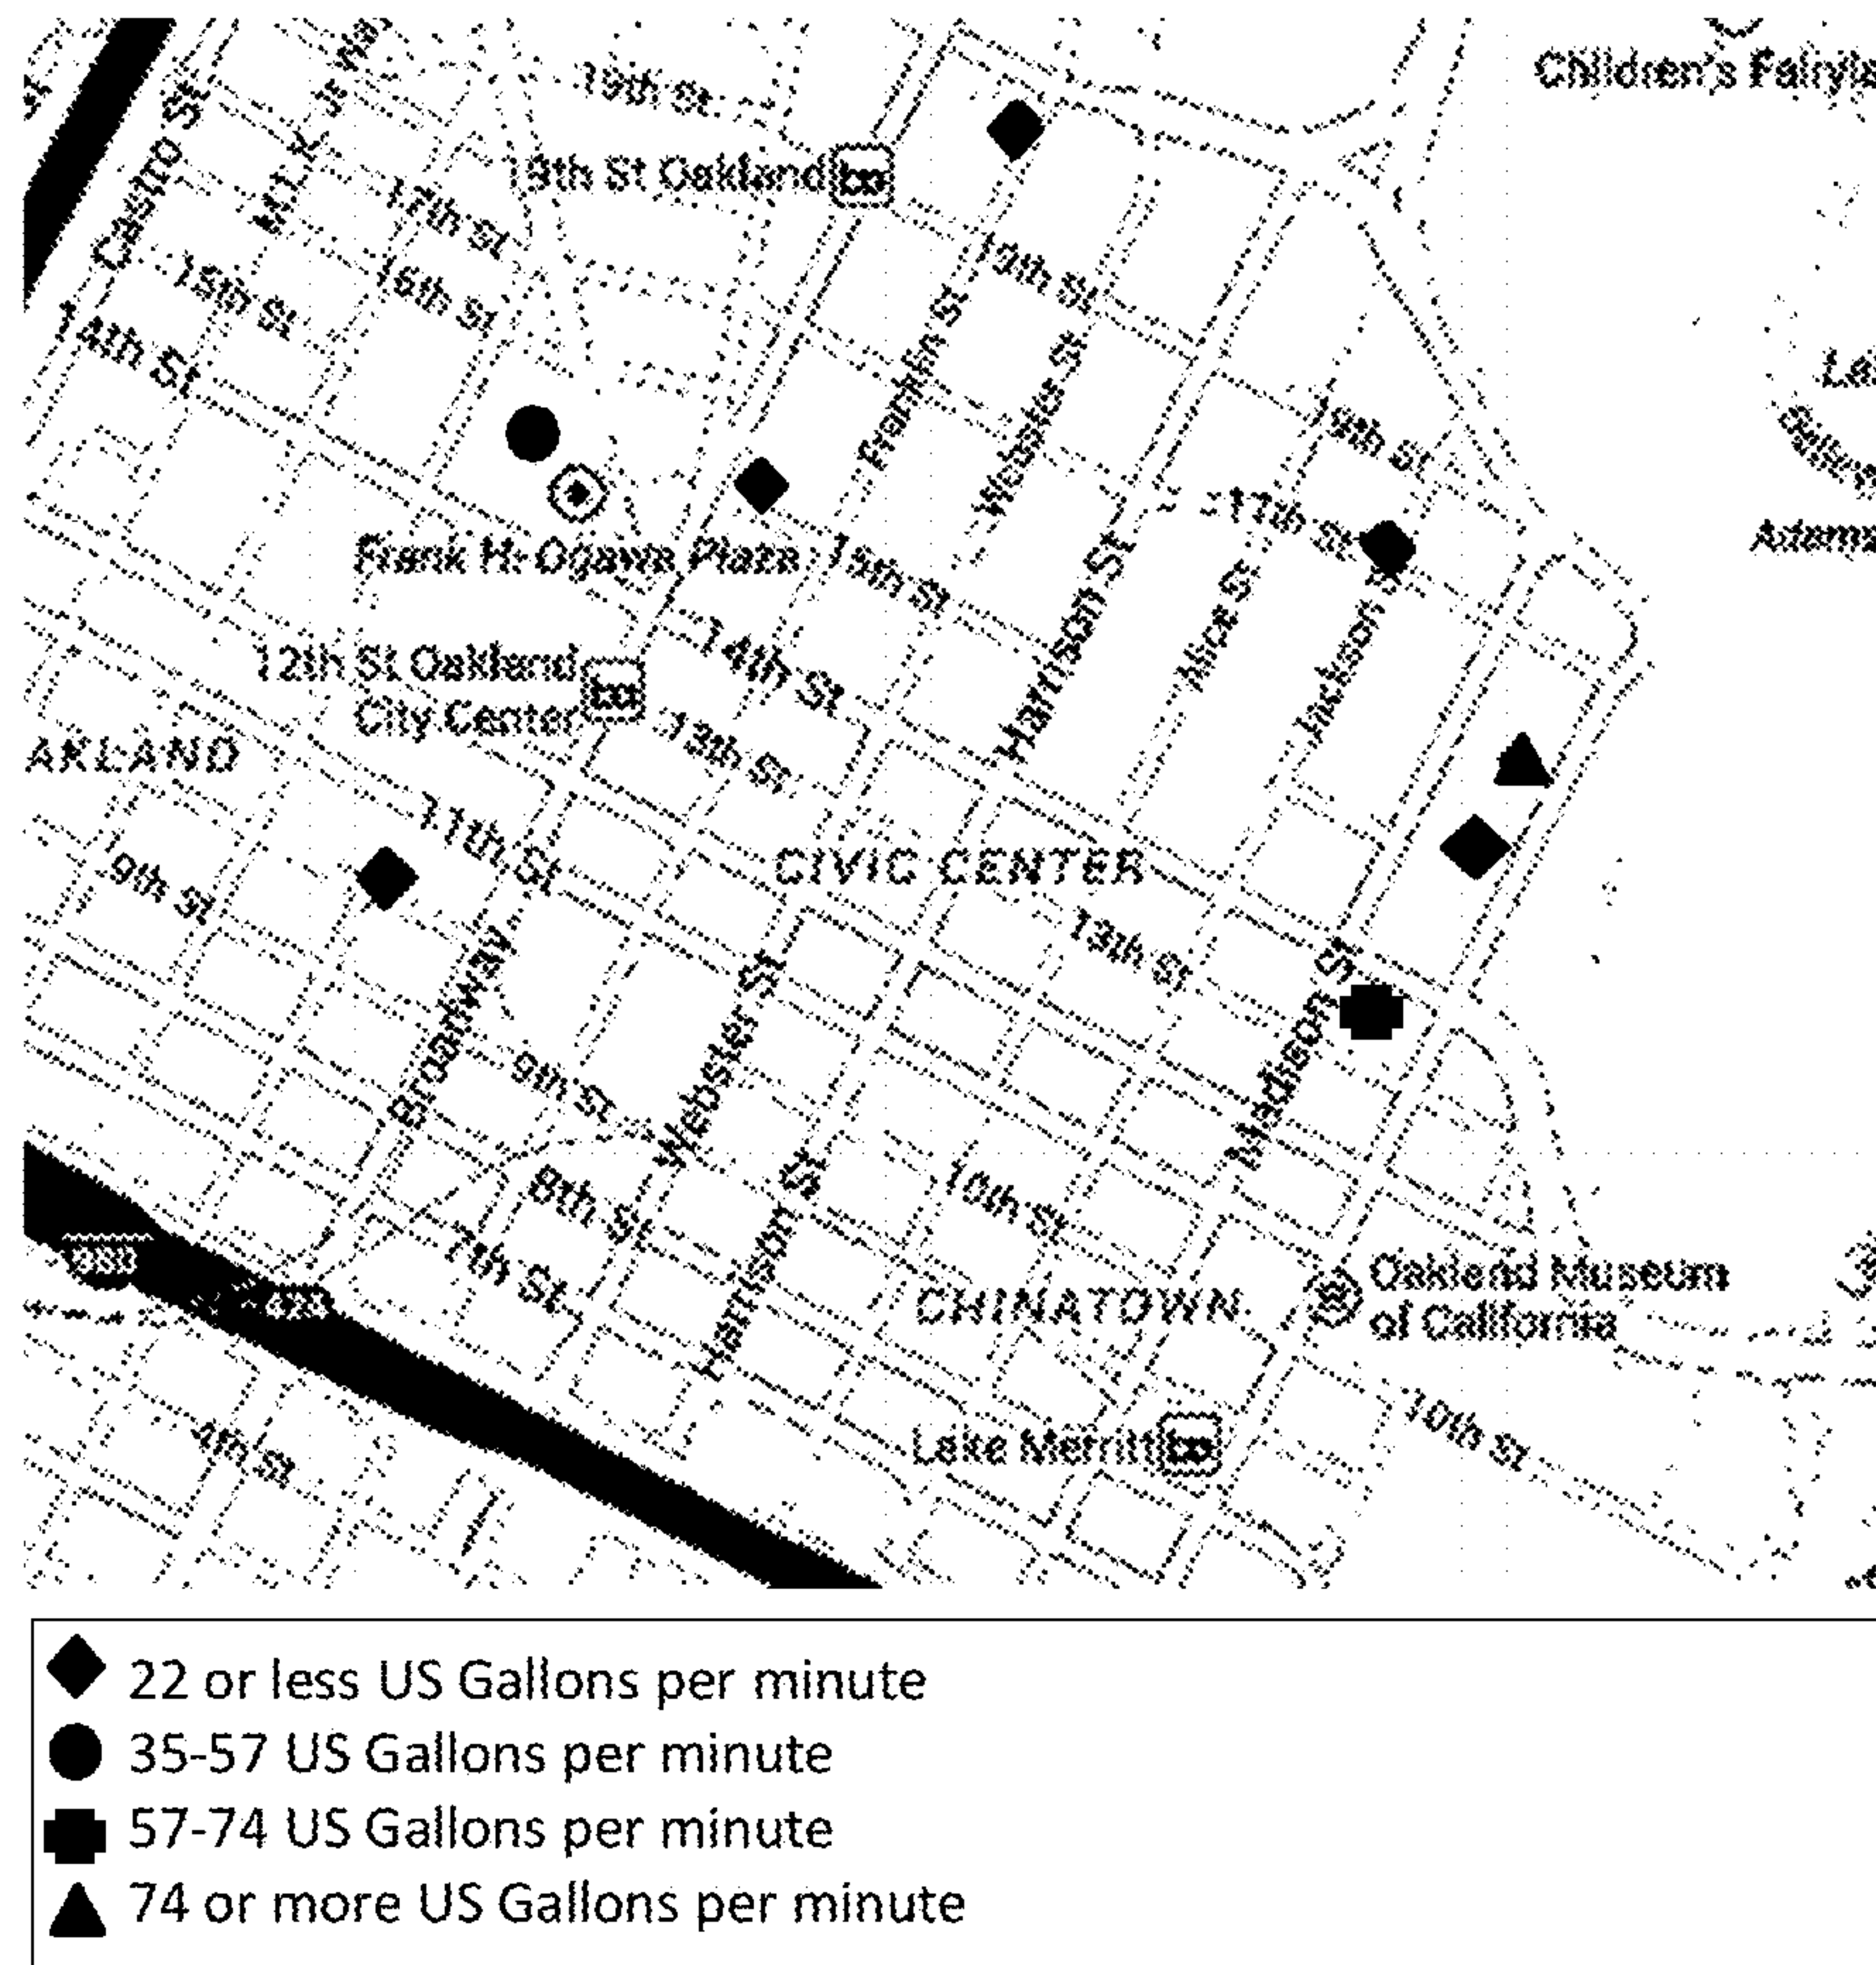 Children's Fairyla
19th St
Castro St
19th St Oakland
17th St
19th St
15th St
16th St
14th St
Franklin St
Webster St
19th St
17th St
Frank H. Ogawa Plaza
15th St
Harrison St
Alice St
Jackson
12th St Oakland
City Center
14th St
13th St
AKLAND
11th St
CIVIC CENTER
9th St
13th St
Broadway
Webster St
Madison St
9th St
8th St
10th St
7th St
Harrison St
Oakland Museum
of California
CHINATOWN
4th St
Lake Merritt
10th St
22 or less US Gallons per minute
35-57 US Gallons per minute
57-74 US Gallons per minute
74 or more US Gallons per minute